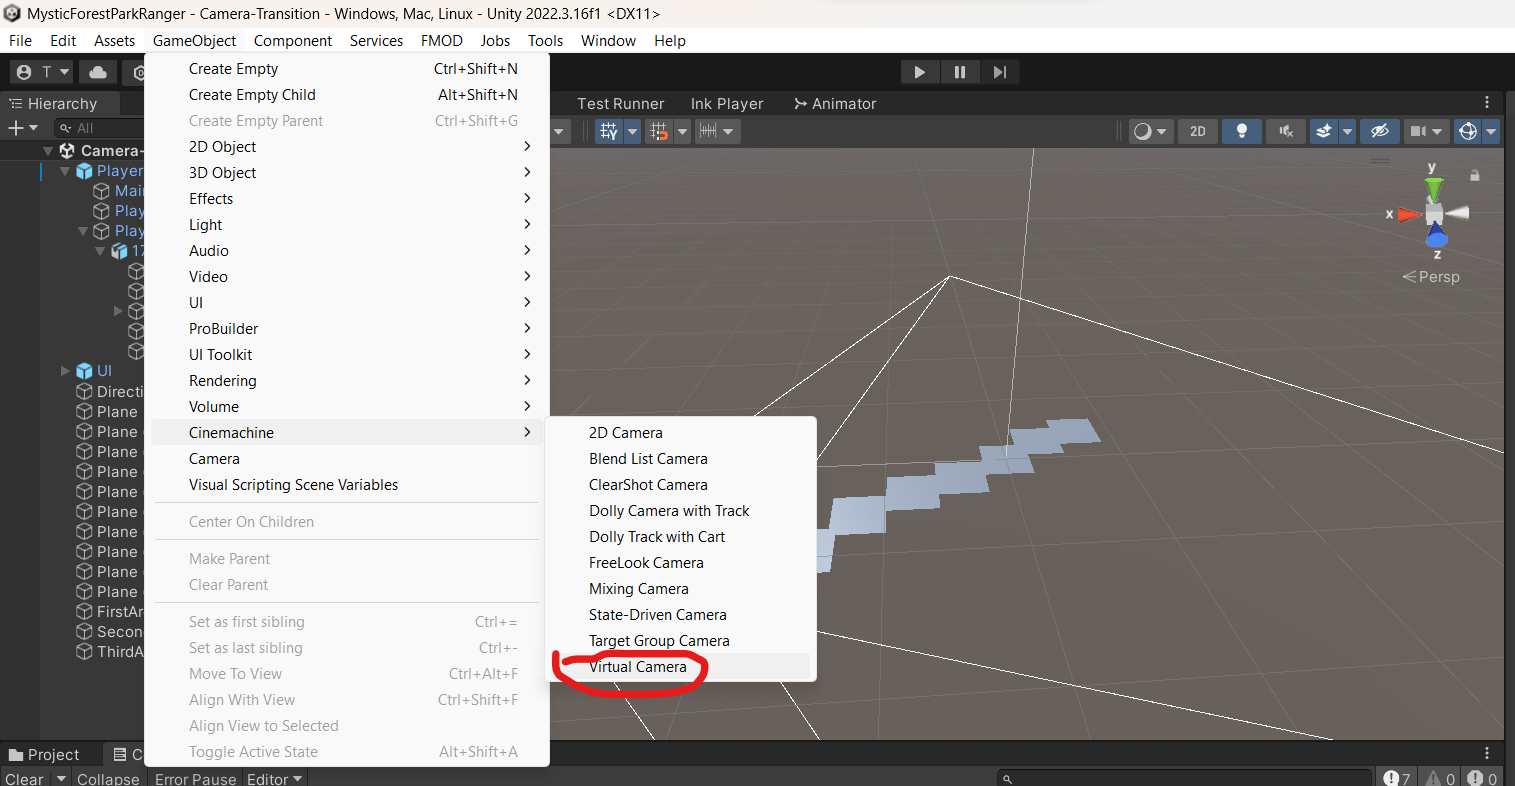 MysticForestParkRanger - Camera-Transition - Windows, Mac, Linux - Unity 2022.3.16f1 <DX11>
File Edit Assets GameObject Component Services FMOD Jobs Tools Window Help
T
Hierarchy
All
Camera-
Player
Mai
Play
Play
17
UI
Directi
Plane
Plane
Plane
Plane
Plane
Plane
Plane
Plane
Plane
Plane
FirstAr
Secon
ThirdA
Create Empty Ctrl+Shift+N
Create Empty Child Alt+Shift+N
Create Empty Parent Ctrl+Shift+G
2D Object
3D Object
Effects
Light
Audio
Video
UI
ProBuilder
UI Toolkit
Rendering
Volume
Cinemachine
Camera
Visual Scripting Scene Variables
Center On Children
Make Parent
Clear Parent
Set as first sibling Ctrl+=
Set as last sibling Ctrl+-
Move To View Ctrl+Alt+F
Align With View Ctrl+Shift+F
Align View to Selected
Toggle Active State Alt+Shift+A
2D Camera
Blend List Camera
ClearShot Camera
Dolly Camera with Track
Dolly Track with Cart
FreeLook Camera
Mixing Camera
State-Driven Camera
Target Group Camera
Virtual Camera
Test Runner Ink Player Animator
2D
y
x
z
Persp
Project C
Clear Collapse Error Pause Editor
7 0 0